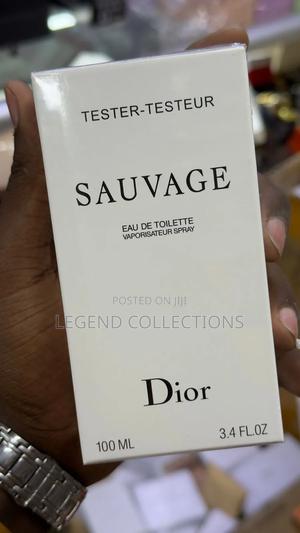 TESTER-TESTEUR
SAUVAGE
EAU DE TOILETTE
VAPORISATEUR SPRAY
POSTED ON JIJI
LEGEND COLLECTIONS
Dior
100 ML
3.4 FL.OZ